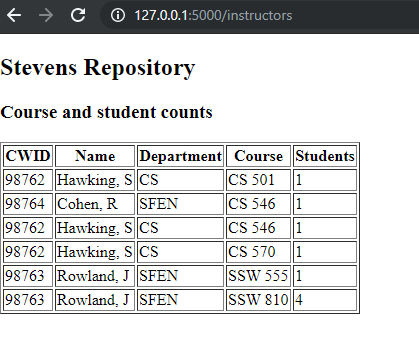 127.0.0.1:5000/instructors
Stevens Repository
Course and student counts
CWID Name Department Course Students
98762 Hawking, S CS CS 501 1
98764 Cohen, R SFEN CS 546 1
98762 Hawking, S CS CS 546 1
98762 Hawking, S CS CS 570 1
98763 Rowland, J SFEN SSW 555 1
98763 Rowland, J SFEN SSW 810 4